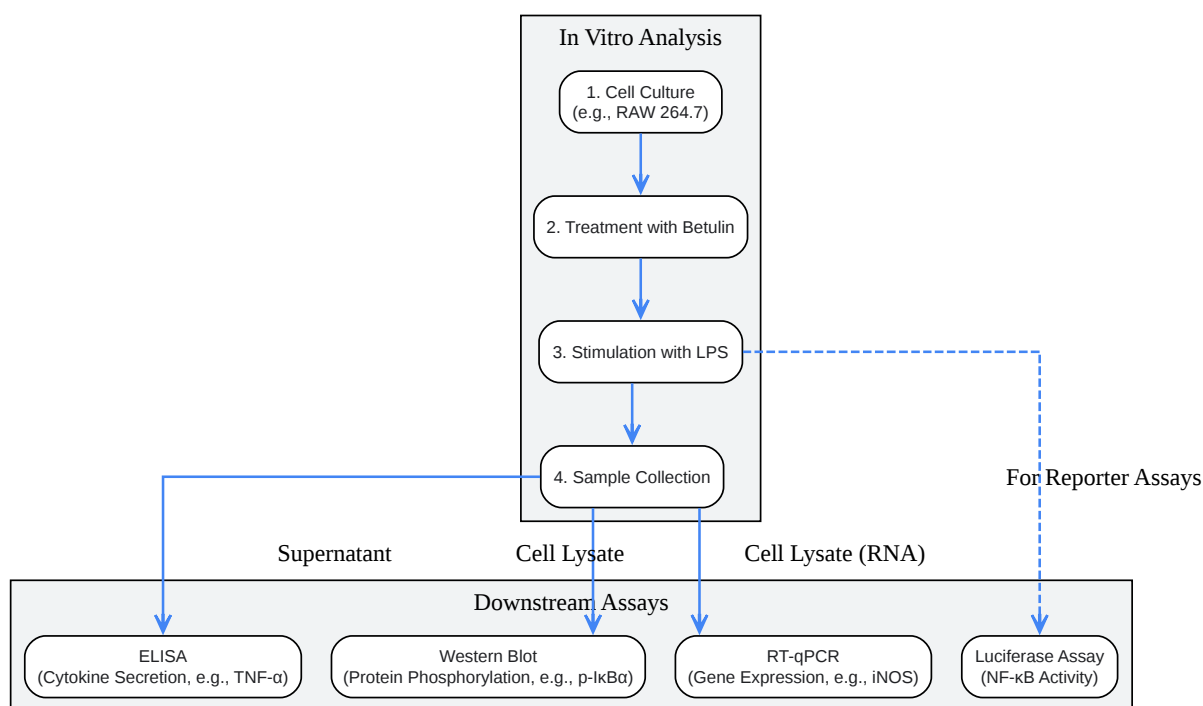 In Vitro Analysis
1. Cell Culture
(e.g., RAW 264.7)
2. Treatment with Betulin
3. Stimulation with LPS
4. Sample Collection
For Reporter Assays
Supernatant
Cell Lysate
Cell Lysate (RNA)
Downstream Assays
ELISA
(Cytokine Secretion, e.g., TNF-α)
Western Blot
(Protein Phosphorylation, e.g., p-IκBα)
RT-qPCR
(Gene Expression, e.g., iNOS)
Luciferase Assay
(NF-κB Activity)